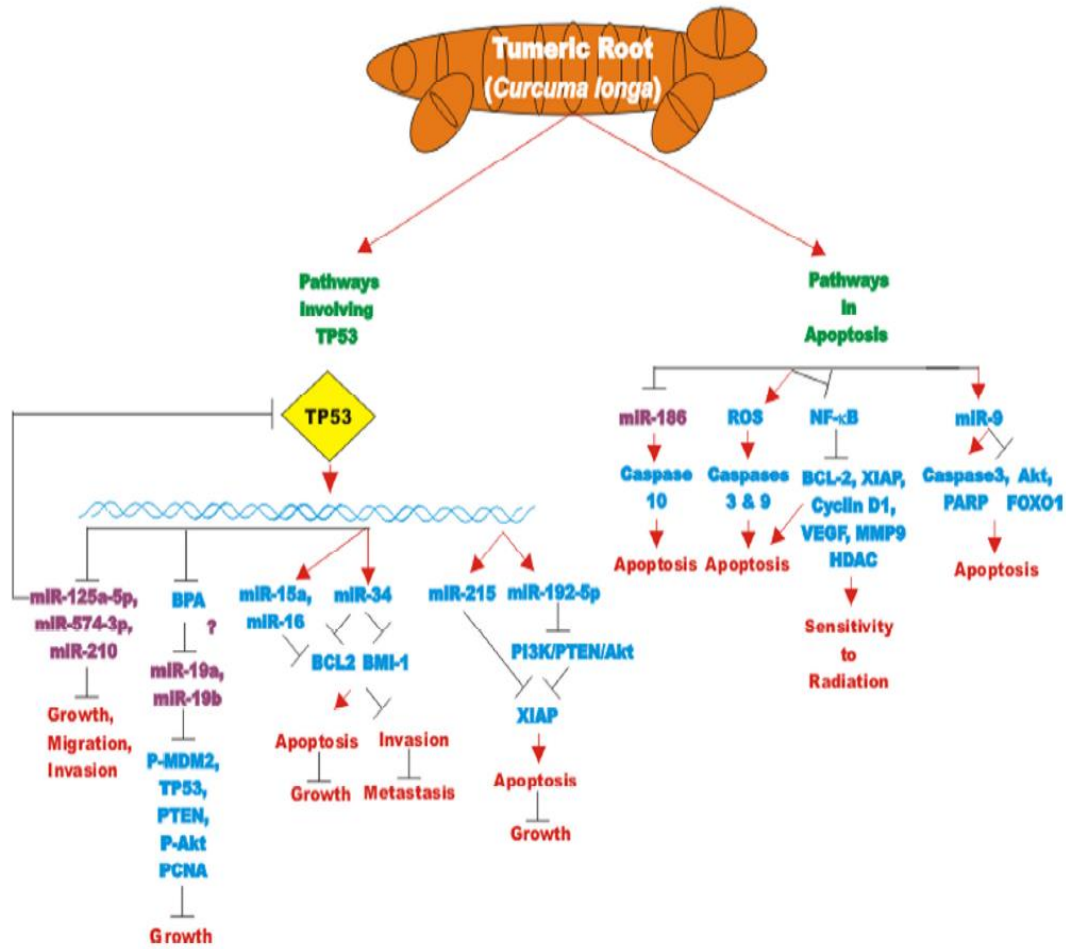 Tumeric Root
(Curcuma longa)
Pathways
Involving
TP53
Pathways
In
Apoptosis
TP53
miR-186
ROS
NF-κB
miR-9
Caspase
10
Caspases
3 & 9
BCL-2, XIAP,
Cyclin D1,
VEGF, MMP9
HDAC
Caspase3,
PARP
Akt,
FOXO1
Apoptosis
Apoptosis
Apoptosis
Sensitivity
to
Radiation
miR-125a-5p,
miR-574-3p,
miR-210
BPA
?
miR-19a,
miR-19b
miR-15a,
miR-16
miR-34
miR-215
miR-192-5p
BCL2 BMI-1
PI3K/PTEN/Akt
XIAP
Growth,
Migration,
Invasion
P-MDM2,
TP53,
PTEN,
P-Akt
PCNA
Growth
Apoptosis
Growth
Invasion
Metastasis
Apoptosis
Growth